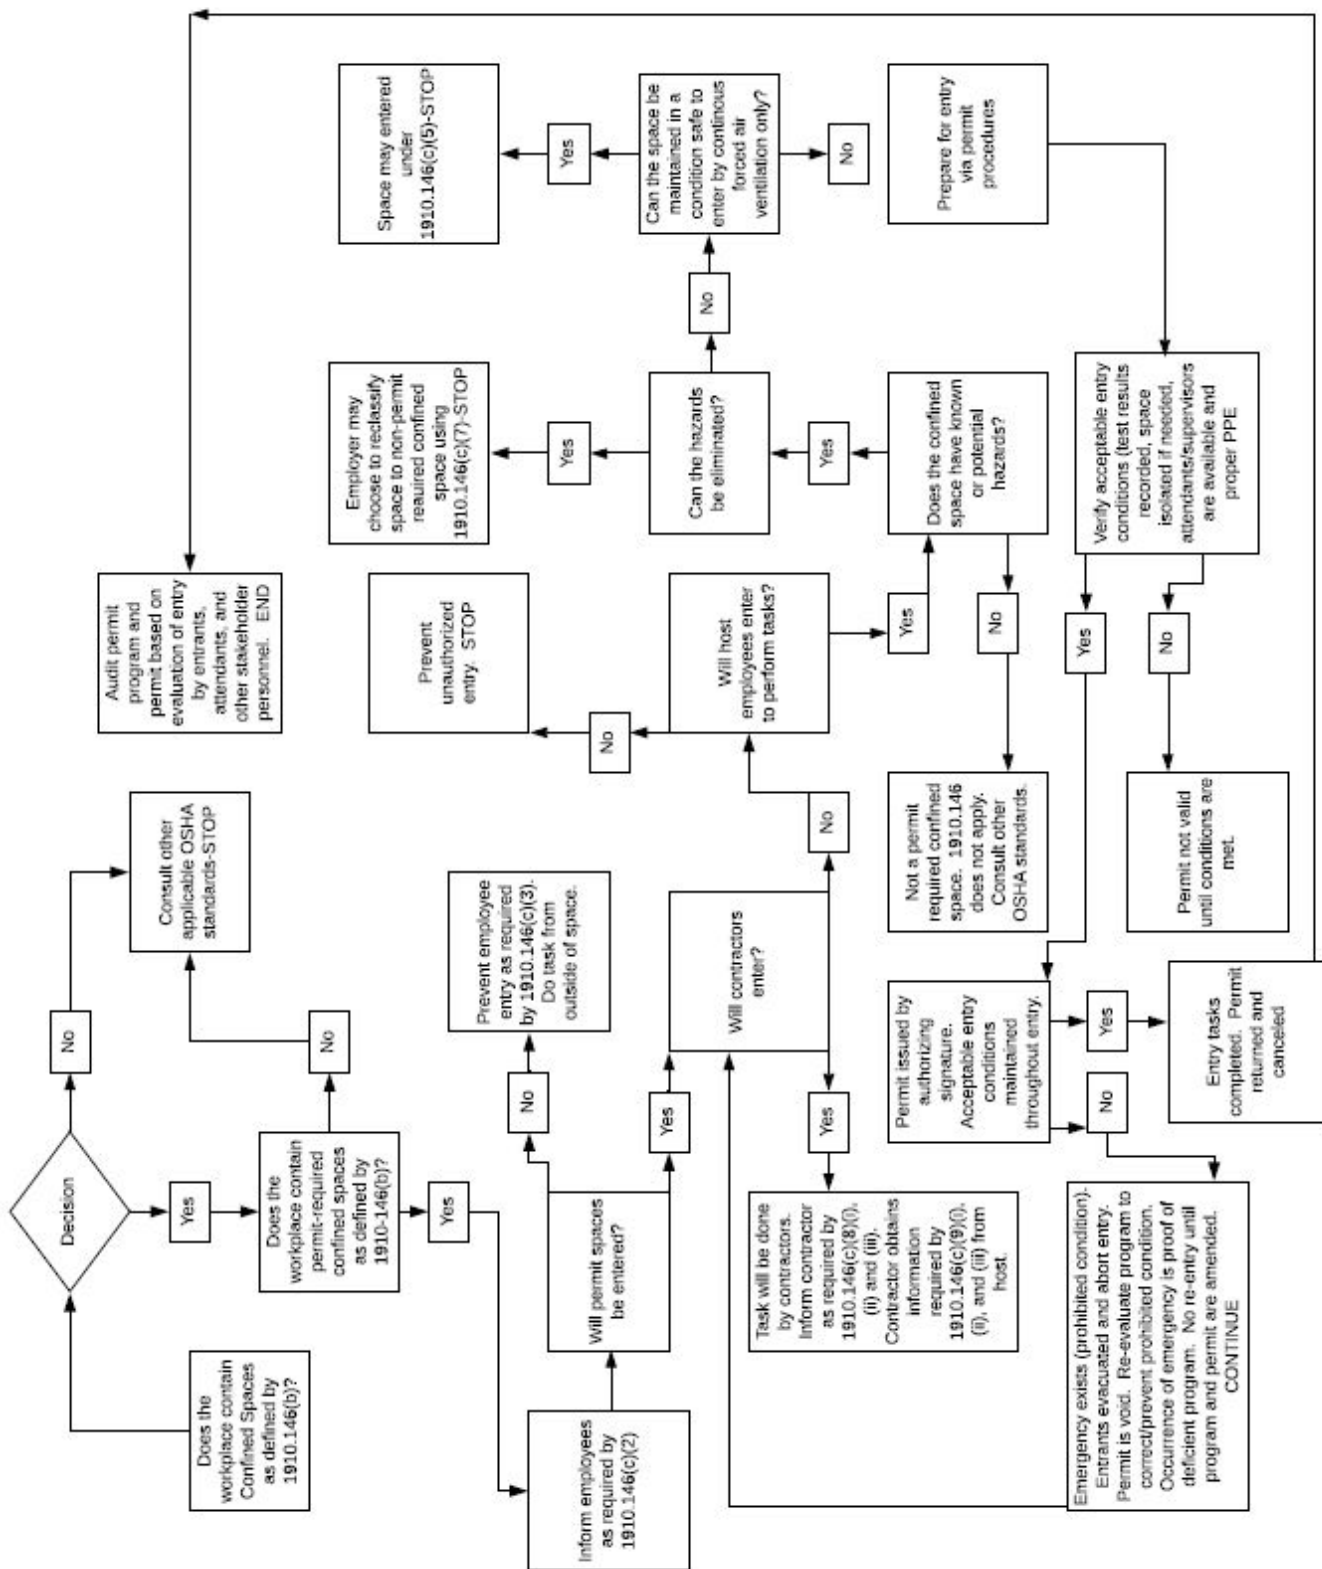 Does the
workplace contain
Confined Spaces
as defined by
1910.146(b)?
Decision
No
Consult other
applicable OSHA
standards-STOP
Yes
Does the
workplace contain
permit-required
confined spaces
as defined by
1910-146(b)?
No
Yes
Inform employees
as required by
1910.146(c)(2)
Will permit spaces
be entered?
No
Prevent employee
entry as required
by 1910.146(c)(3).
Do task from
outside of space.
Yes
Will contractors
enter?
Yes
Task will be done
by contractors.
Inform contractor
as required by
1910.146(c)(8)(i),
(ii) and (iii).
Contractor obtains
information
required by
1910.146(c)(9)(i),
(ii), and (iii) from
host.
No
Will host
employees enter
to perform tasks?
No
Prevent
unauthorized
entry. STOP
Yes
Does the confined
space have known
or potential
hazards?
No
Not a permit
required confined
space. 1910.146
does not apply.
Consult other
OSHA standards.
Yes
Can the hazards
be eliminated?
Yes
Employer may
choose to reclassify
space to non-permit
reauired confined
space using
1910.146(c)(7)-STOP
No
Can the space be
maintained in a
condition safe to
enter by continous
forced air
ventilation only?
Yes
Space may entered
under
1910.146(c)(5)-STOP
No
Prepare for entry
via permit
procedures
Verify acceptable entry
conditions (test results
recorded, space
isolated if needed,
attendants/supervisors
are available and
proper PPE
No
Permit not valid
until conditions are
met.
Yes
Permit issued by
authorizing
signature.
Acceptable entry
conditions
maintained
throughout entry.
No
Emergency exists (prohibited condition).
Entrants evacuated and abort entry.
Permit is void. Re-evaluate program to
correct/prevent prohibited condition.
Occurrence of emergency is proof of
deficient program. No re-entry until
program and permit are amended.
CONTINUE
Yes
Entry tasks
completed. Permit
returned and
canceled
Audit permit
program and
permit based on
evaluation of entry
by entrants,
attendants, and
other stakeholder
personnel. END